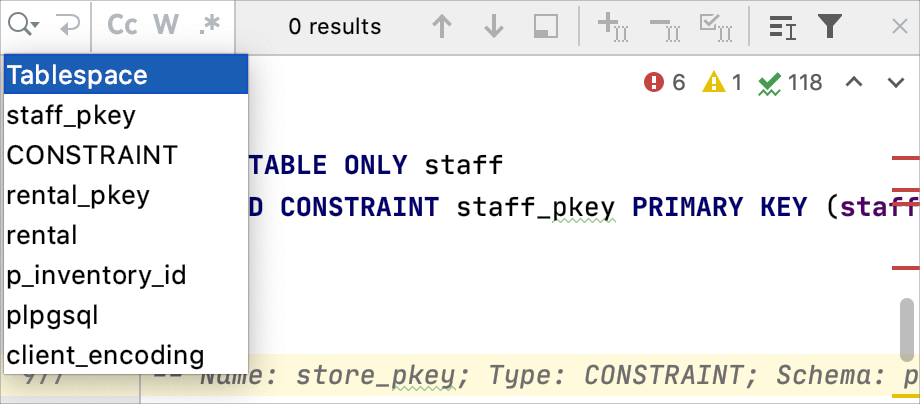 Cc W .* 0 results
Tablespace
6 1 118
staff_pkey
CONSTRAINT
TABLE ONLY staff
rental_pkey
D CONSTRAINT staff_pkey PRIMARY KEY (staff
rental
p_inventory_id
plpgsql
client_encoding
977 -- Name: store_pkey; Type: CONSTRAINT; Schema: p